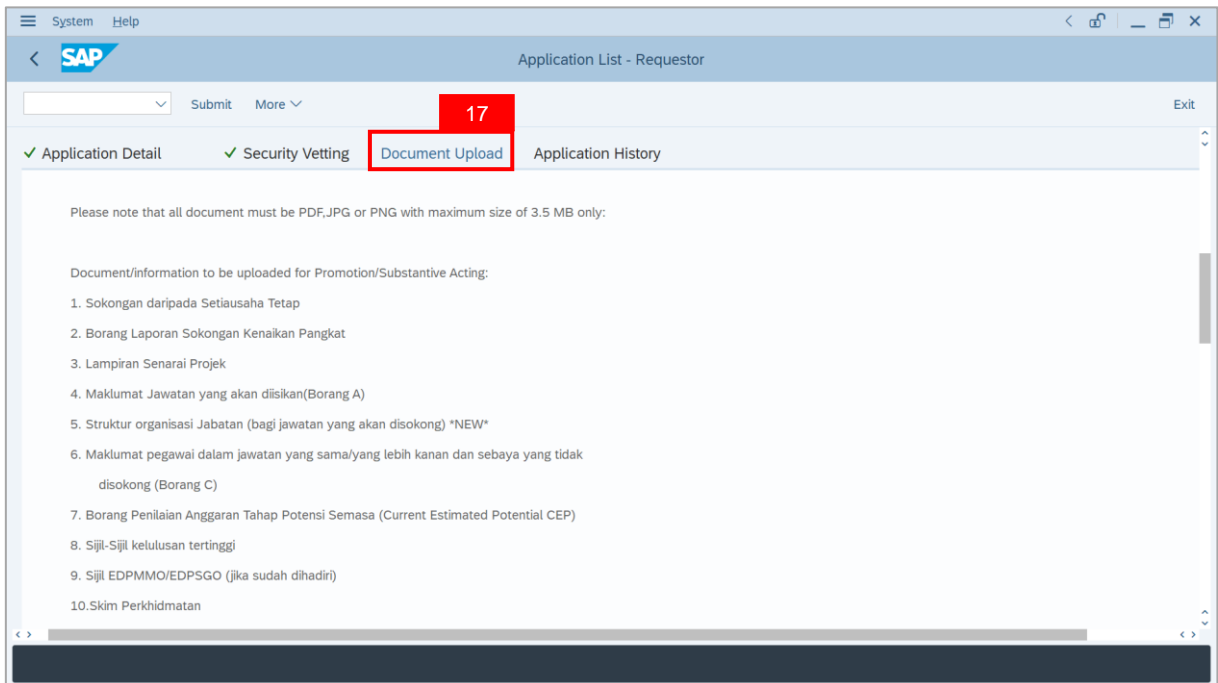 System Help
SAP Application List - Requestor
Submit More Exit
17
Application Detail Security Vetting Document Upload Application History
Please note that all document must be PDF,JPG or PNG with maximum size of 3.5 MB only:
Document/information to be uploaded for Promotion/Substantive Acting:
1. Sokongan daripada Setiausaha Tetap
2. Borang Laporan Sokongan Kenaikan Pangkat
3. Lampiran Senarai Projek
4. Maklumat Jawatan yang akan diisikan(Borang A)
5. Struktur organisasi Jabatan (bagi jawatan yang akan disokong) *NEW*
6. Maklumat pegawai dalam jawatan yang sama/yang lebih kanan dan sebaya yang tidak
disokong (Borang C)
7. Borang Penilaian Anggaran Tahap Potensi Semasa (Current Estimated Potential CEP)
8. Sijil-Sijil kelulusan tertinggi
9. Sijil EDPMMO/EDPSGO (jika sudah dihadiri)
10.Skim Perkhidmatan